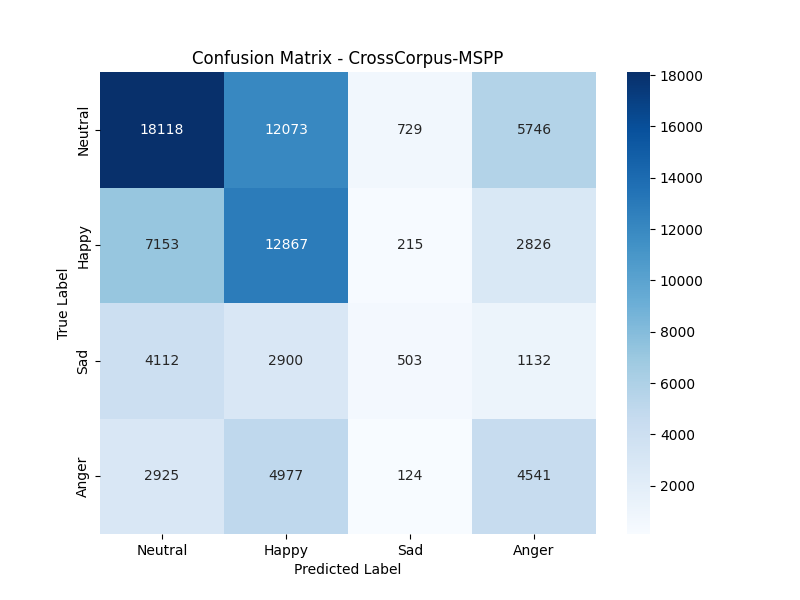 Confusion Matrix - CrossCorpus-MSPP
True Label
Neutral 18118 12073 729 5746
Happy 7153 12867 215 2826
Sad 4112 2900 503 1132
Anger 2925 4977 124 4541
Neutral Happy Sad Anger
Predicted Label
18000
16000
14000
12000
10000
8000
6000
4000
2000